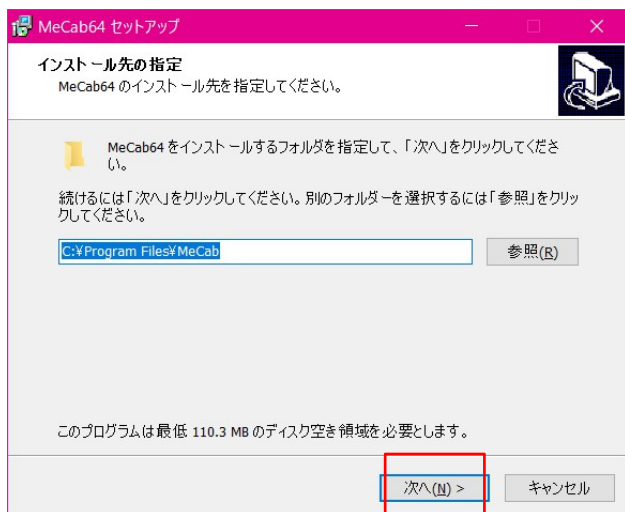 MeCab64 セットアップ
インストール先の指定
MeCab64 のインストール先を指定してください。
MeCab64 をインストールするフォルダを指定して、「次へ」をクリックしてくださ
い。
続けるには「次へ」をクリックしてください。別のフォルダーを選択するには「参照」をクリッ
クしてください。
C:¥Program Files¥MeCab
参照(R)
このプログラムは最低 110.3 MB のディスク空き領域を必要とします。
次へ(N) >
キャンセル